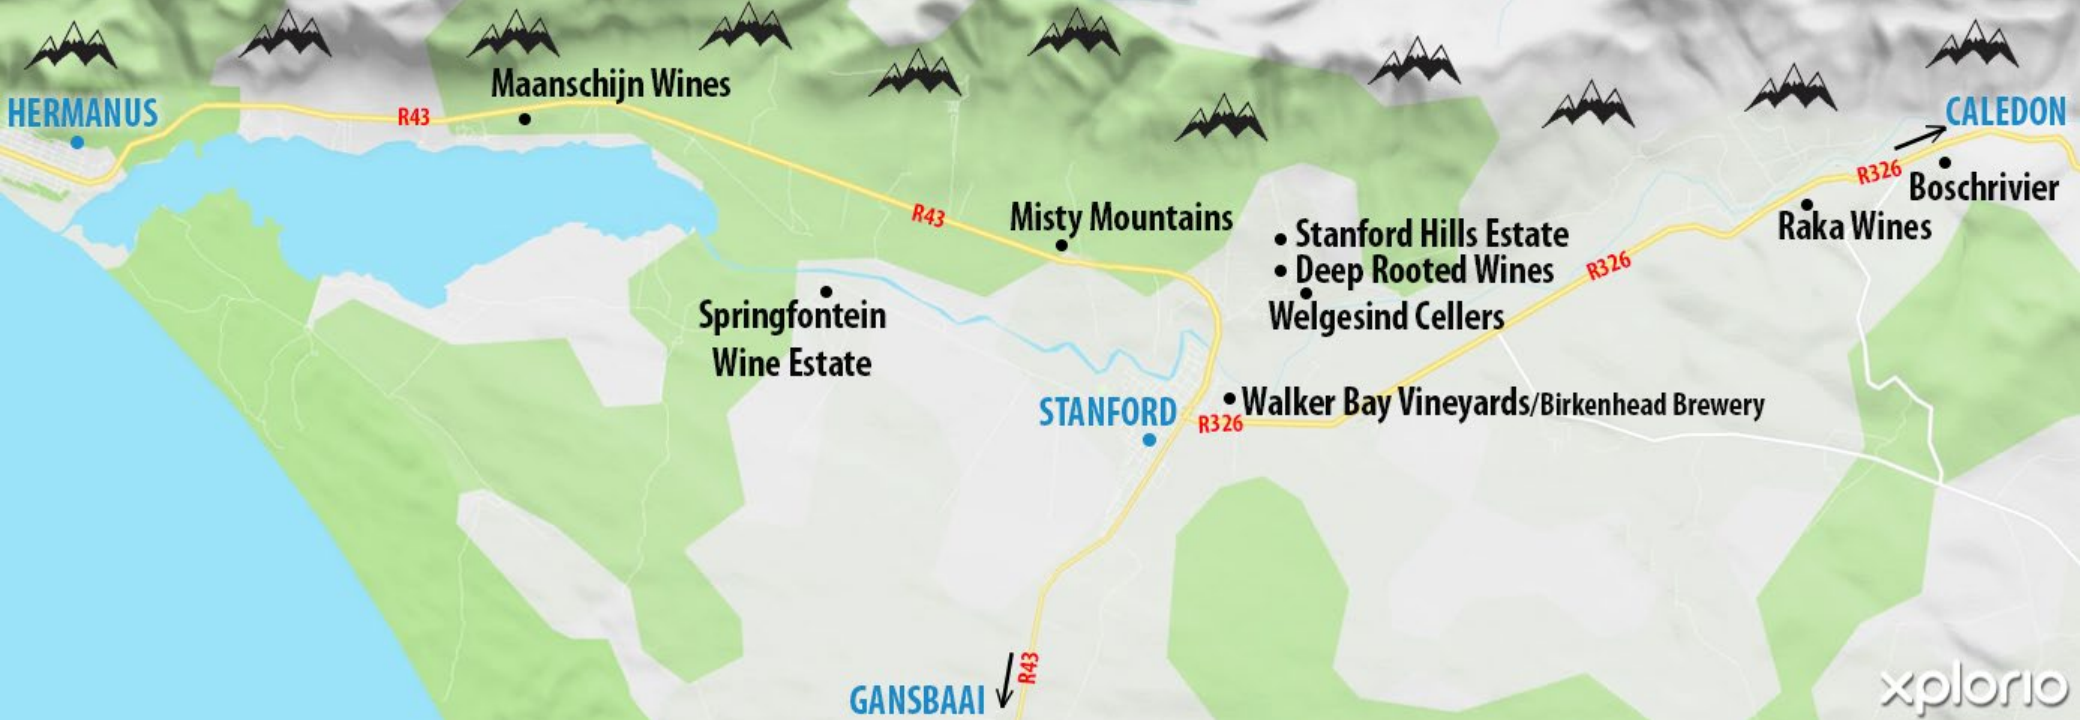 Maanschijn Wines
HERMANUS
R43
CALEDON
R326
Boschrivier
R43
Misty Mountains
Raka Wines
• Stanford Hills Estate
• Deep Rooted Wines
R326
Welgesind Cellers
Springfontein
Wine Estate
STANFORD
Walker Bay Vineyards/Birkenhead Brewery
R326
R43
GANSBAAI
xplorio